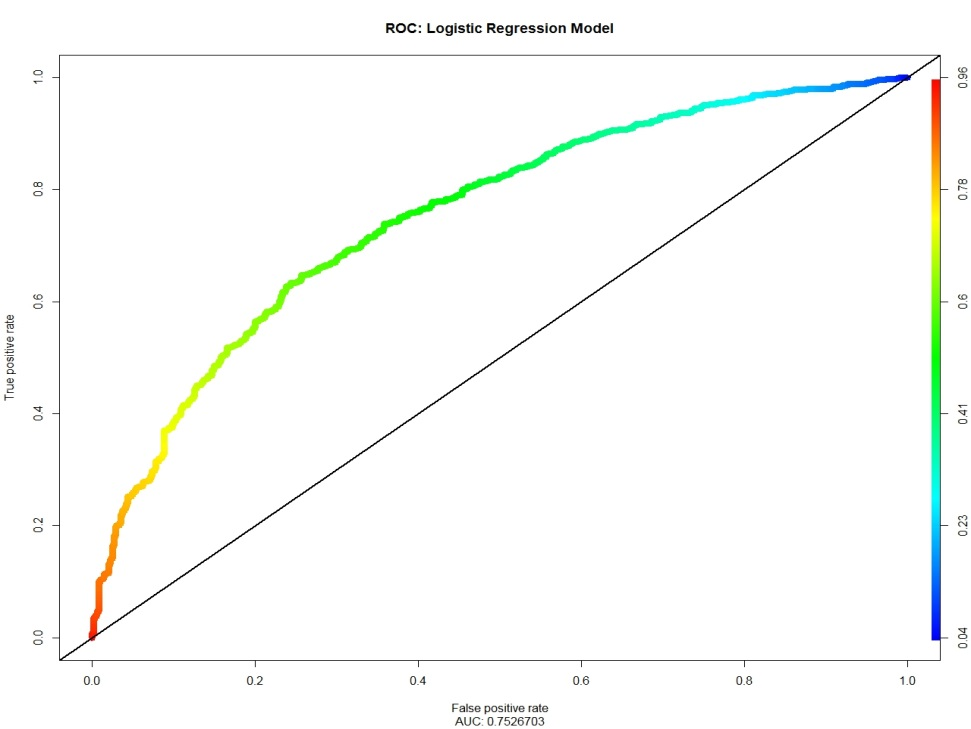 ROC: Logistic Regression Model
True positive rate
1.0
0.8
0.6
0.4
0.2
0.0
0.96
0.78
0.6
0.41
0.23
0.04
0.0 0.2 0.4 0.6 0.8 1.0
False positive rate
AUC: 0.7526703